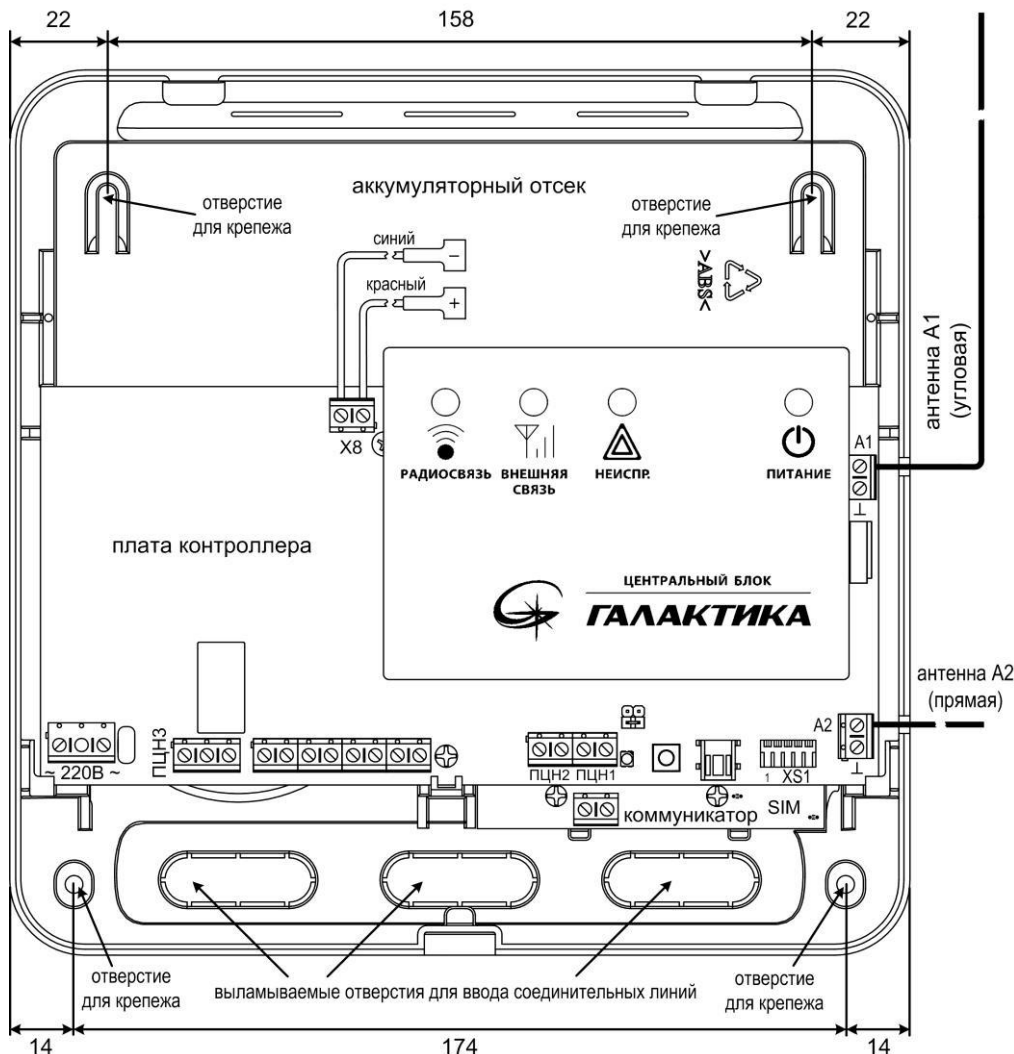 22
158
22
аккумуляторный отсек
отверстие
для крепежа
отверстие
для крепежа
синий
–
красный
+
>ABS<
антенна А1
(угловая)
X8
РАДИОСВЯЗЬ
ВНЕШНЯЯ
СВЯЗЬ
НЕИСПР.
ПИТАНИЕ
A1
плата контроллера
ЦЕНТРАЛЬНЫЙ БЛОК
ГАЛАКТИКА
антенна А2
(прямая)
A2
ПЦН3
~ 220В ~
ПЦН2 ПЦН1
1 XS1
коммуникатор
SIM
отверстие
для крепежа
выламываемые отверстия для ввода соединительных линий
отверстие
для крепежа
14
174
14